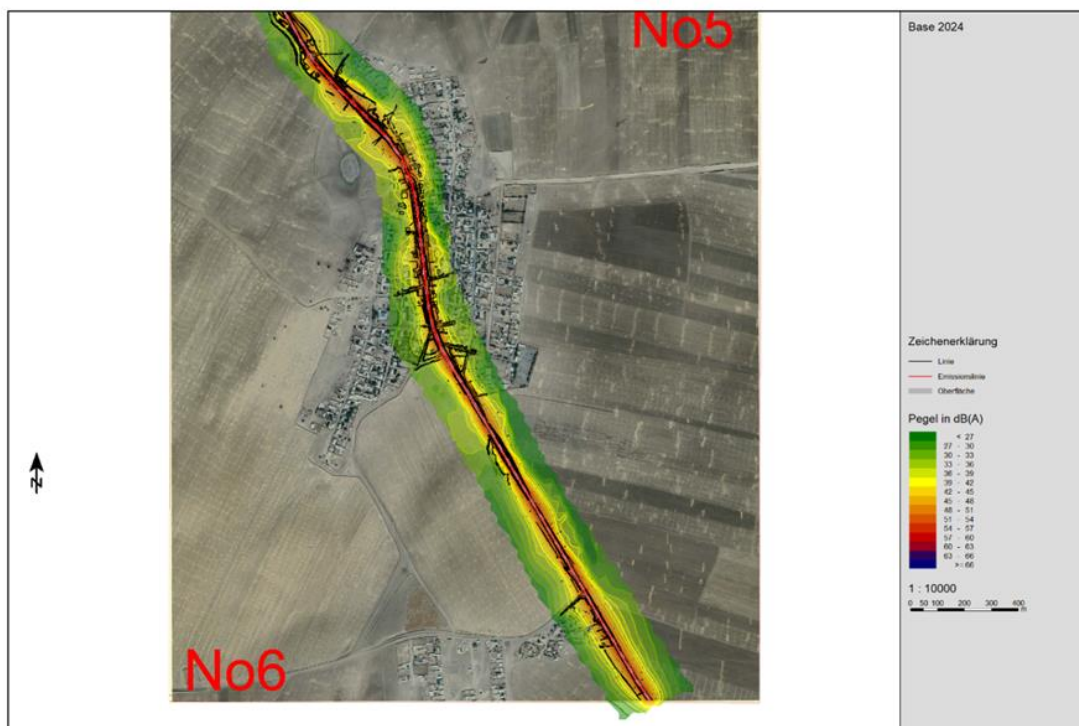 No5
No6
N
Base 2024
Zeichenerklärung
Linie
Emissionslinie
Oberfläche
Pegel in dB(A)
< 27
27 - 30
30 - 33
33 - 36
36 - 39
39 - 42
42 - 45
45 - 48
48 - 51
51 - 54
54 - 57
57 - 60
60 - 63
63 - 66
>= 66
1 : 10000
0 50 100 200 300 400
m